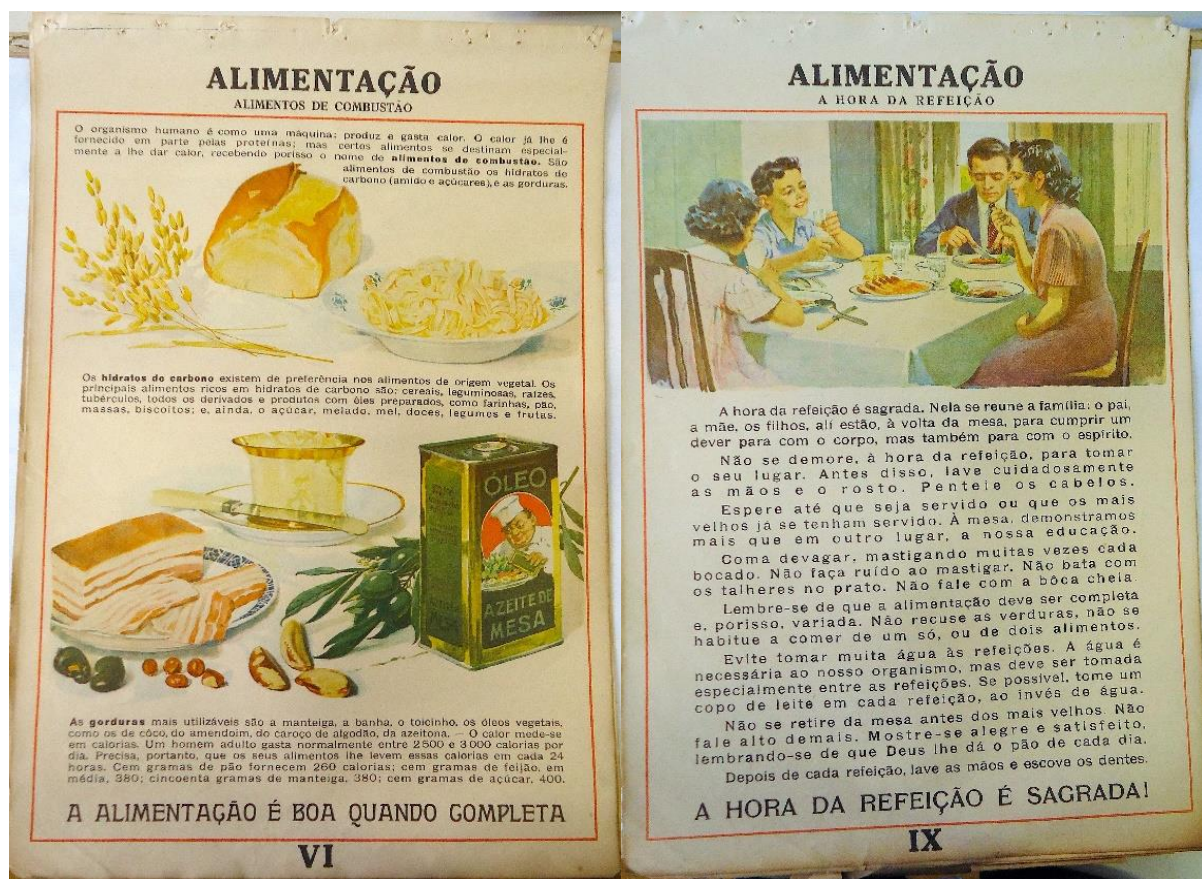 ALIMENTAÇÃO
ALIMENTOS DE COMBUSTÃO
O organismo humano é como uma máquina: produz e gasta calor. O calor já lhe é
fornecido em parte pelas proteínas; mas certos alimentos se destinam especial-
mente a lhe dar calor, recebendo porisso o nome de alimentos de combustão. São
alimentos de combustão os hidratos de
carbono (amido e açúcares), e as gorduras.
Os hidratos de carbono existem de preferência nos alimentos de origem vegetal. Os
principais alimentos ricos em hidratos de carbono são: cereais, leguminosas, raízes,
tubérculos, todos os derivados e produtos com êles preparados, como farinhas, pão,
massas, biscoitos; e, ainda, o açúcar, melado, mel, doces, legumes e frutas.
ÓLEO
AZEITE DE
MESA
As gorduras mais utilizáveis são a manteiga, a banha, o toicinho, os óleos vegetais,
como os de côco, do amendoim, do caroço de algodão, da azeitona. — O calor mede-se
em calorias. Um homem adulto gasta normalmente entre 2500 e 3000 calorias por
dia. Precisa, portanto, que os seus alimentos lhe levem essas calorias em cada 24
horas. Cem gramas de pão fornecem 260 calorias; cem gramas de feijão, em
média, 380; cincoenta gramas de manteiga, 380; cem gramas de açúcar, 400.
A ALIMENTAÇÃO É BOA QUANDO COMPLETA
VI
ALIMENTAÇÃO
A HORA DA REFEIÇÃO
A hora da refeição é sagrada. Nela se reune a família: o pai,
a mãe, os filhos, alí estão, à volta da mesa, para cumprir um
dever para com o corpo, mas também para com o espírito.
Não se demore, à hora da refeição, para tomar
o seu lugar. Antes disso, lave cuidadosamente
as mãos e o rosto. Penteie os cabelos.
Espere até que seja servido ou que os mais
velhos já se tenham servido. À mesa, demonstramos
mais que em outro lugar, a nossa educação.
Coma devagar, mastigando muitas vezes cada
bocado. Não faça ruído ao mastigar. Não bata com
os talheres no prato. Não fale com a bôca cheia
Lembre-se de que a alimentação deve ser completa
e, porisso, variada. Não recuse as verduras, não se
habitue a comer de um só, ou de dois alimentos.
Evite tomar muita água às refeições. A água é
necessária ao nosso organismo, mas deve ser tomada
especialmente entre as refeições. Se possível, tome um
copo de leite em cada refeição, ao invés de água.
Não se retire da mesa antes dos mais velhos. Não
fale alto demais. Mostre-se alegre e satisfeito,
lembrando-se de que Deus lhe dá o pão de cada dia.
Depois de cada refeição, lave as mãos e escove os dentes.
A HORA DA REFEIÇÃO É SAGRADA!
IX